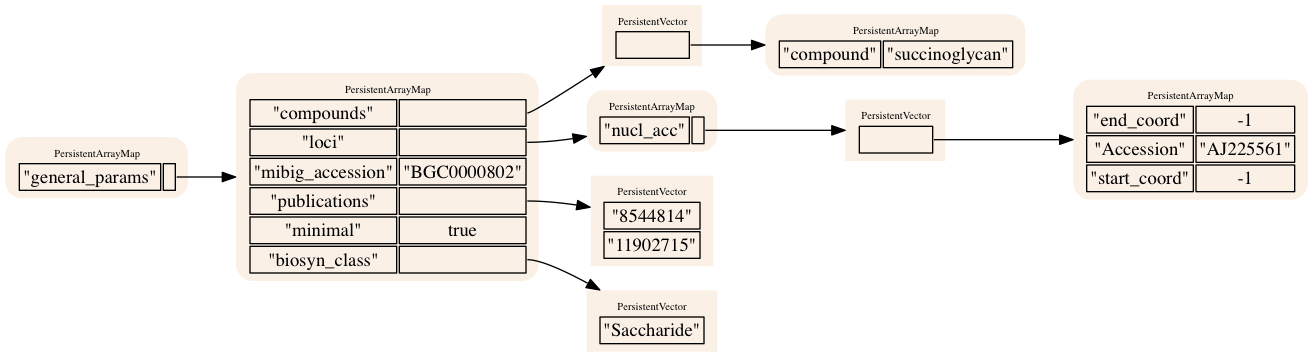 PersistentArrayMap
"general_params"
PersistentArrayMap
"compounds"
"loci"
"mibig_accession" "BGC0000802"
"publications"
"minimal" true
"biosyn_class"
PersistentVector
PersistentArrayMap
"compound" "succinoglycan"
PersistentArrayMap
"nucl_acc"
PersistentVector
PersistentArrayMap
"end_coord" -1
"Accession" "AJ225561"
"start_coord" -1
PersistentVector
"8544814"
"11902715"
PersistentVector
"Saccharide"